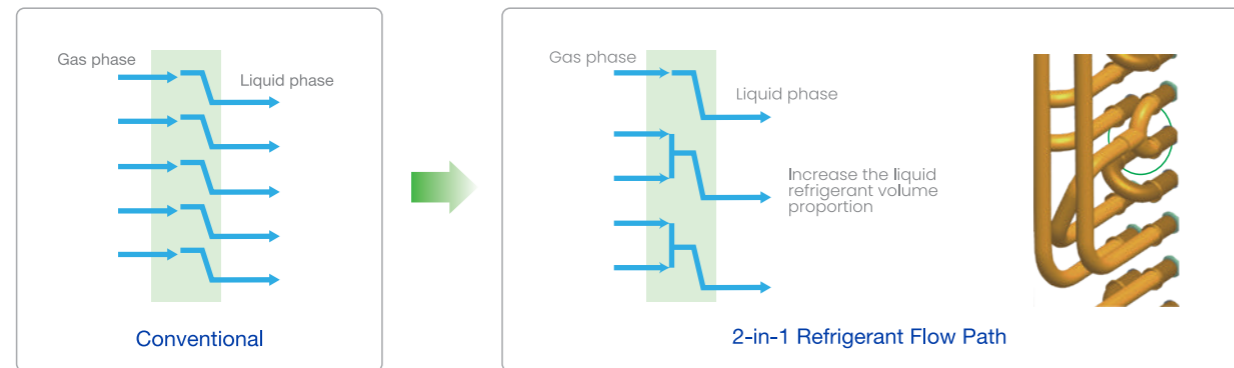 Gas phase
Liquid phase
Conventional
Gas phase
Liquid phase
Increase the liquid
refrigerant volume
proportion
2-in-1 Refrigerant Flow Path